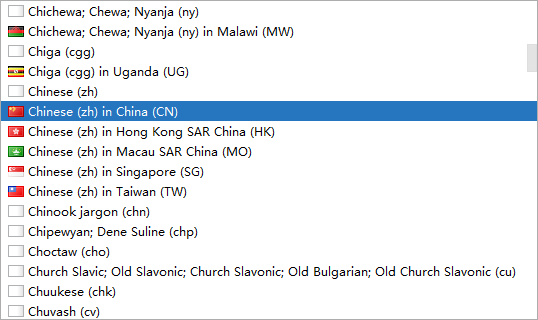 Chichewa; Chewa; Nyanja (ny)
Chichewa; Chewa; Nyanja (ny) in Malawi (MW)
Chiga (cgg)
Chiga (cgg) in Uganda (UG)
Chinese (zh)
Chinese (zh) in China (CN)
Chinese (zh) in Hong Kong SAR China (HK)
Chinese (zh) in Macau SAR China (MO)
Chinese (zh) in Singapore (SG)
Chinese (zh) in Taiwan (TW)
Chinook jargon (chn)
Chipewyan; Dene Suline (chp)
Choctaw (cho)
Church Slavic; Old Slavonic; Church Slavonic; Old Bulgarian; Old Church Slavonic (cu)
Chuukese (chk)
Chuvash (cv)